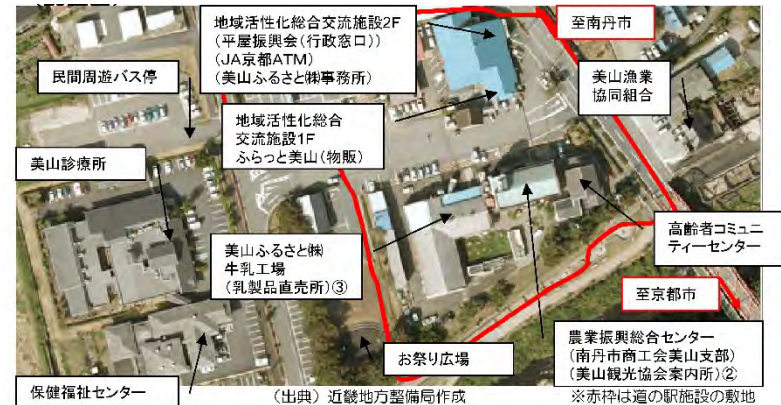 地域活性化総合交流施設2F
(平屋振興会(行政窓口))
(JA京都ATM)
(美山ふるさと㈱事務所)
至南丹市
民間周遊バス停
美山漁業
協同組合
地域活性化総合
交流施設1F
ふらっと美山(物販)
美山診療所
高齢者コミュニ
ティーセンター
美山ふるさと㈱
牛乳工場
(乳製品直売所)③
至京都市
お祭り広場
農業振興総合センター
(南丹市商工会美山支部)
(美山観光協会案内所)②
保健福祉センター
(出典)近畿地方整備局作成
※赤枠は道の駅施設の敷地